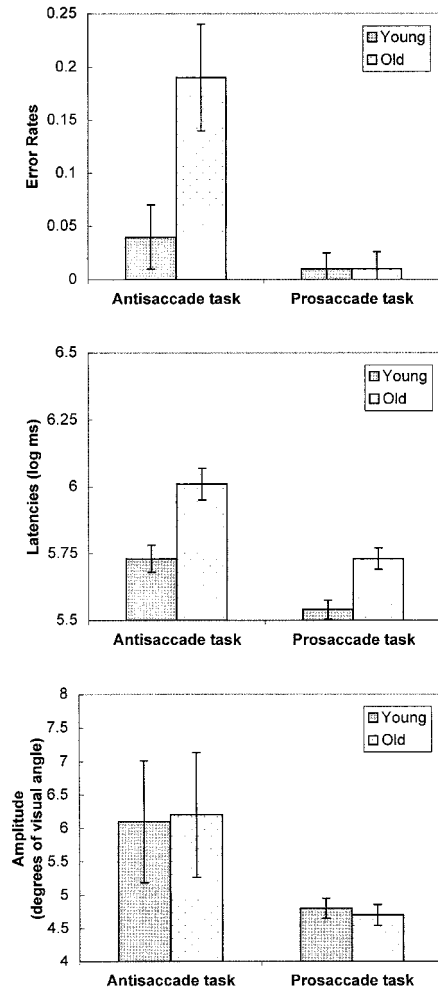 0.25
0.2
0.15
0.1
0.05
0
Error Rates
Young
Old
Antisaccade task
Prosaccade task
6.5
6.25
6
5.75
5.5
Latencies (log ms)
Young
Old
Antisaccade task
Prosaccade task
8
7.5
7
6.5
6
5.5
5
4.5
4
Amplitude
(degrees of visual angle)
Young
Old
Antisaccade task
Prosaccade task